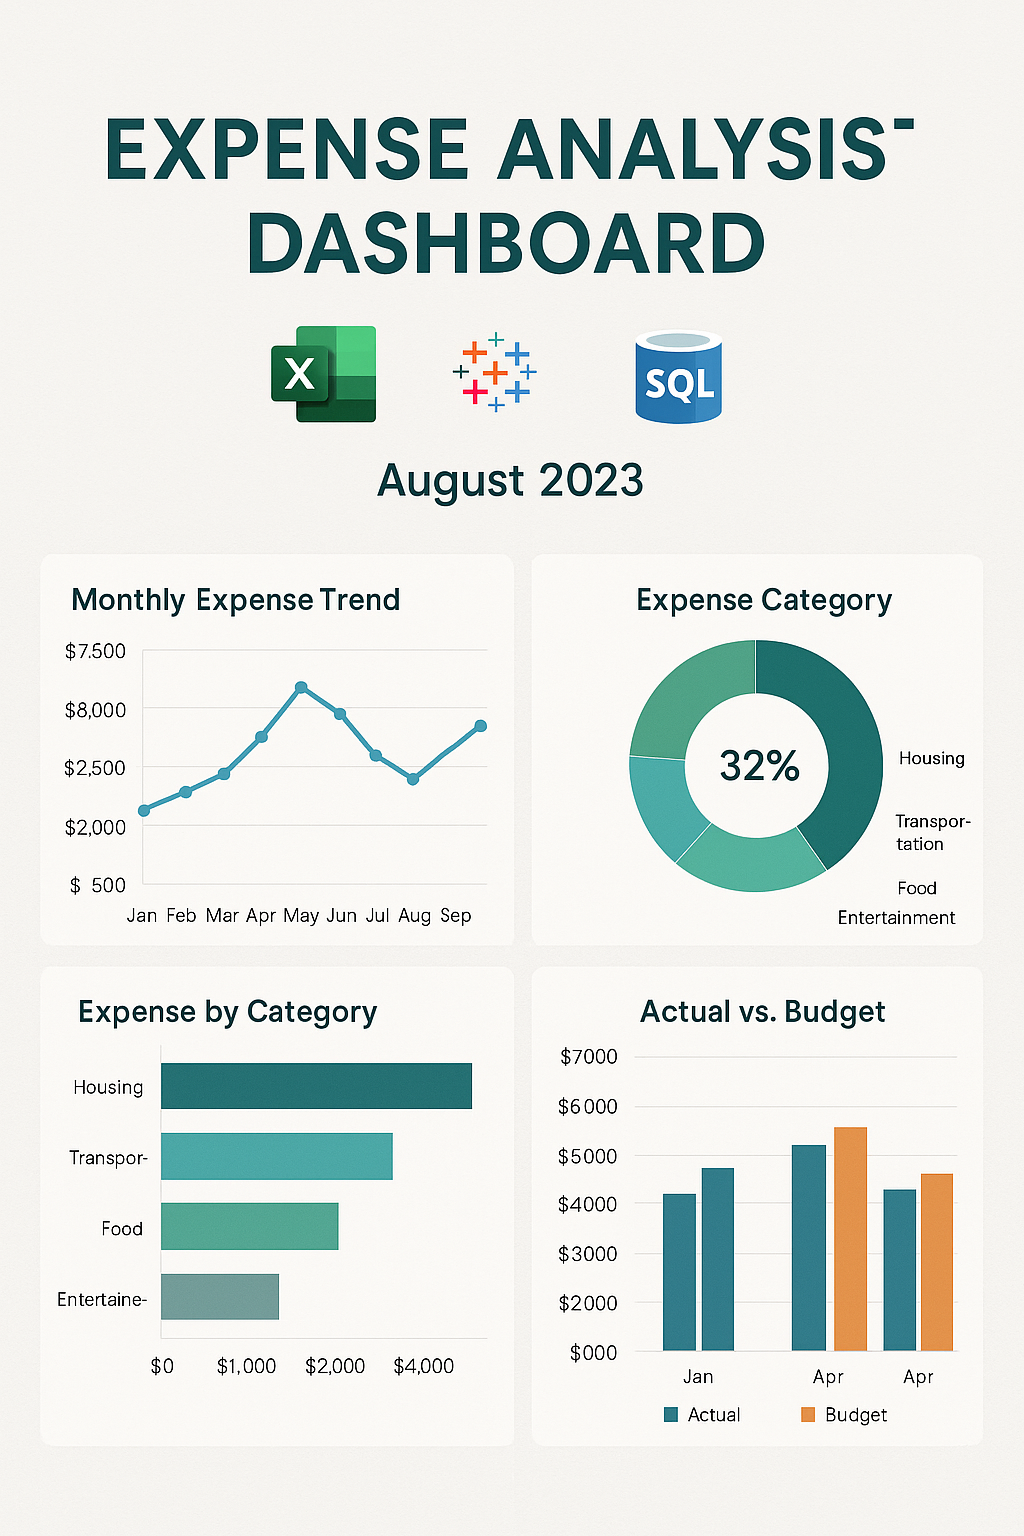 EXPENSE ANALYSIS-
DASHBOARD
X
SQL
August 2023
Monthly Expense Trend
$7.500
$8,000
$2,500
$2,000
$ 500
Jan Feb Mar Apr May Jun Jul Aug Sep
Expense Category
32%
Housing
Transpor-
tation
Food
Entertainment
Expense by Category
Housing
Transpor-
Food
Entertaine-
$0 $1,000 $2,000 $4,000
Actual vs. Budget
$7000
$6000
$5000
$4000
$3000
$2000
$000
Jan Apr Apr
Actual Budget